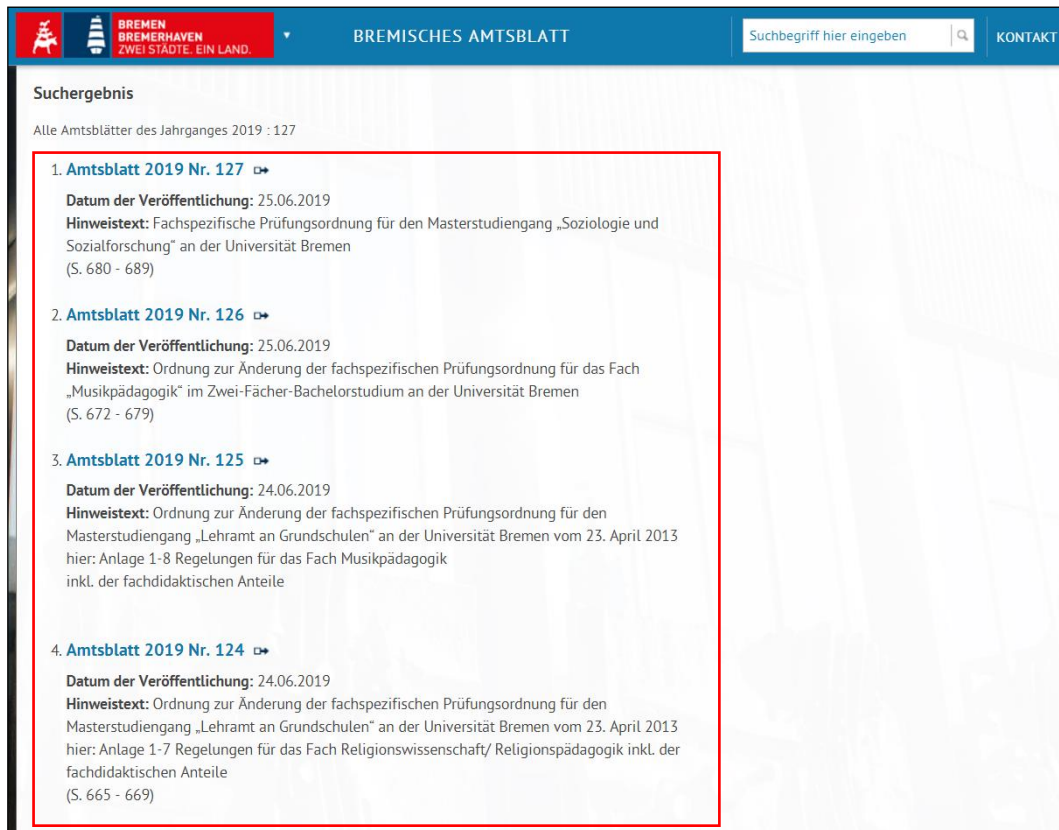 BREMEN
BREMERHAVEN
ZWEI STÄDTE. EIN LAND.
BREMISCHES AMTSBLATT
Suchbegriff hier eingeben
KONTAKT
Suchergebnis
Alle Amtsblätter des Jahrganges 2019 : 127
1. Amtsblatt 2019 Nr. 127
Datum der Veröffentlichung: 25.06.2019
Hinweistext: Fachspezifische Prüfungsordnung für den Masterstudiengang „Soziologie und
Sozialforschung“ an der Universität Bremen
(S. 680 - 689)
2. Amtsblatt 2019 Nr. 126
Datum der Veröffentlichung: 25.06.2019
Hinweistext: Ordnung zur Änderung der fachspezifischen Prüfungsordnung für das Fach
„Musikpädagogik“ im Zwei-Fächer-Bachelorstudium an der Universität Bremen
(S. 672 - 679)
3. Amtsblatt 2019 Nr. 125
Datum der Veröffentlichung: 24.06.2019
Hinweistext: Ordnung zur Änderung der fachspezifischen Prüfungsordnung für den
Masterstudiengang „Lehramt an Grundschulen“ an der Universität Bremen vom 23. April 2013
hier: Anlage 1-8 Regelungen für das Fach Musikpädagogik
inkl. der fachdidaktischen Anteile
4. Amtsblatt 2019 Nr. 124
Datum der Veröffentlichung: 24.06.2019
Hinweistext: Ordnung zur Änderung der fachspezifischen Prüfungsordnung für den
Masterstudiengang „Lehramt an Grundschulen“ an der Universität Bremen vom 23. April 2013
hier: Anlage 1-7 Regelungen für das Fach Religionswissenschaft/ Religionspädagogik inkl. der
fachdidaktischen Anteile
(S. 665 - 669)